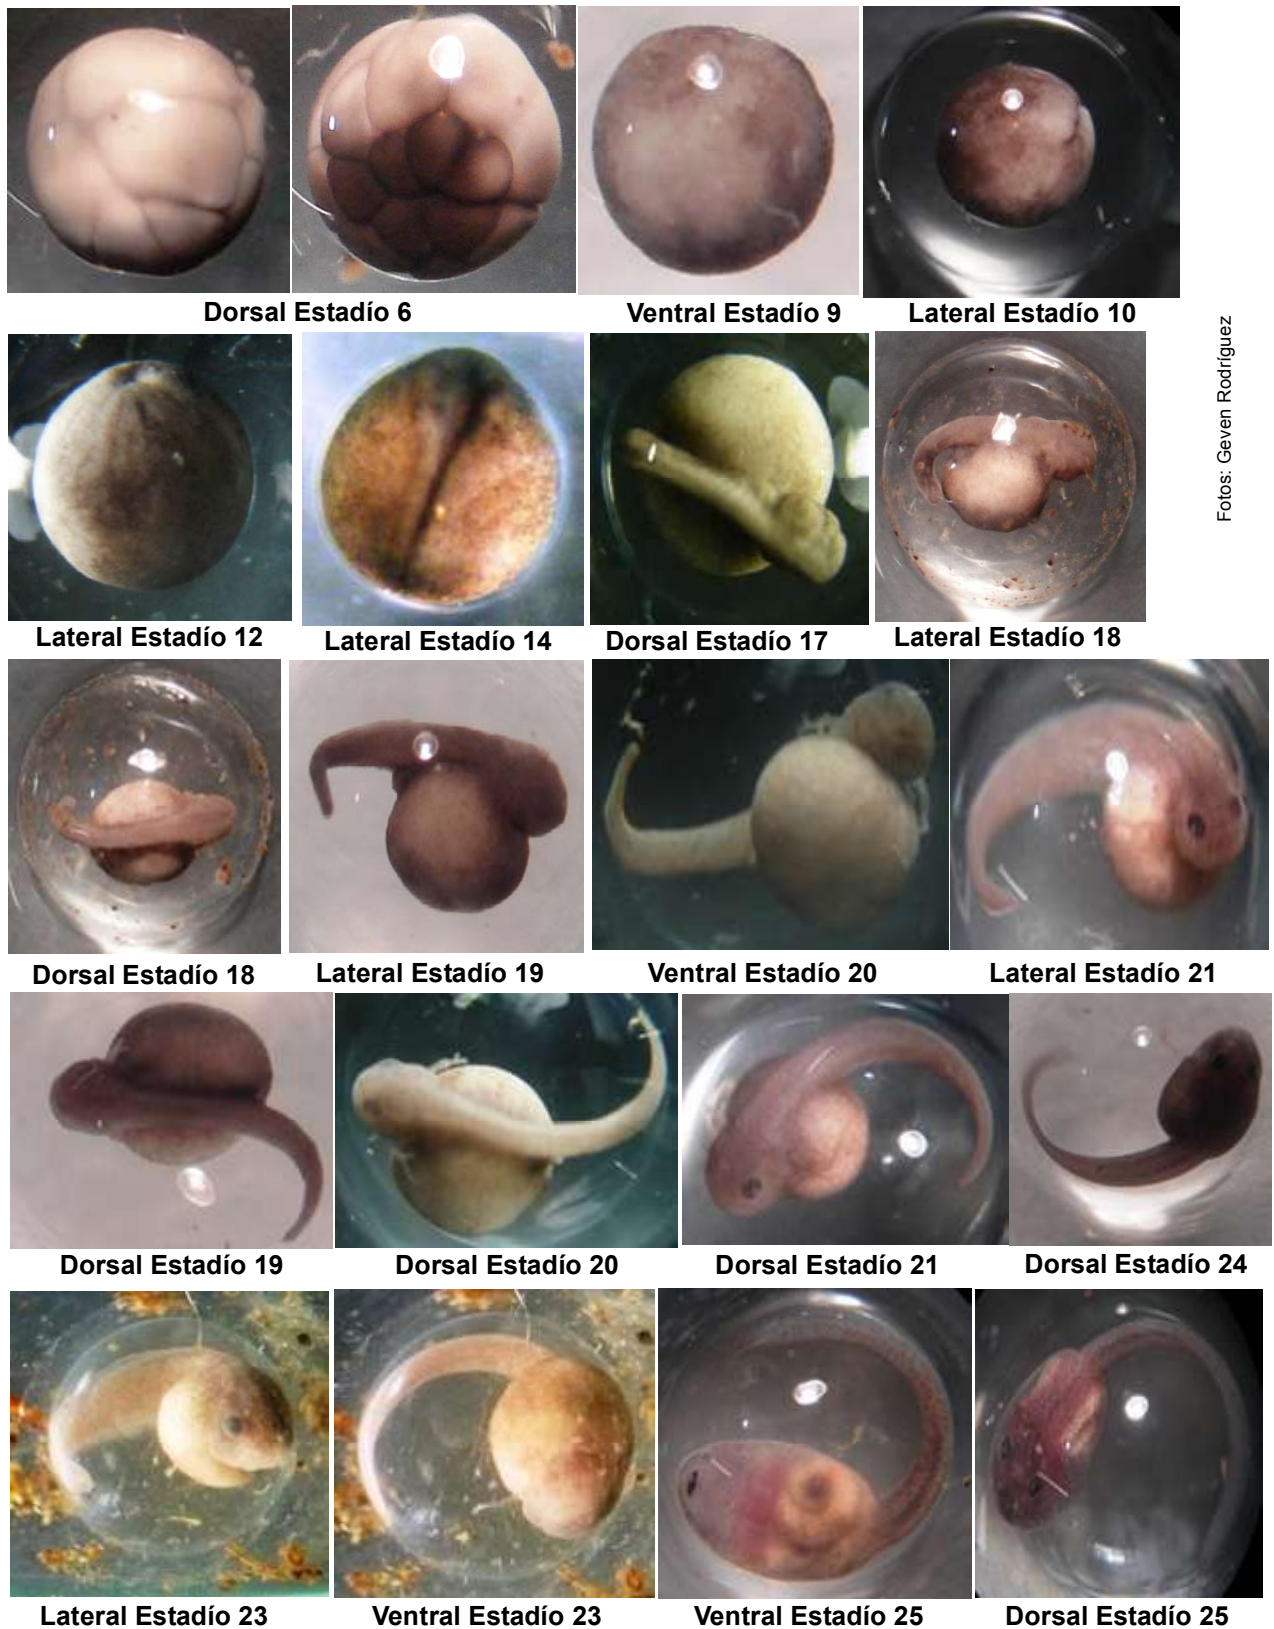 Dorsal Estadío 6
Ventral Estadío 9
Lateral Estadío 10
Fotos: Geven Rodríguez
Lateral Estadío 12
Lateral Estadío 14
Dorsal Estadío 17
Lateral Estadío 18
Dorsal Estadío 18
Lateral Estadío 19
Ventral Estadío 20
Lateral Estadío 21
Dorsal Estadío 19
Dorsal Estadío 20
Dorsal Estadío 21
Dorsal Estadío 24
Lateral Estadío 23
Ventral Estadío 23
Ventral Estadío 25
Dorsal Estadío 25